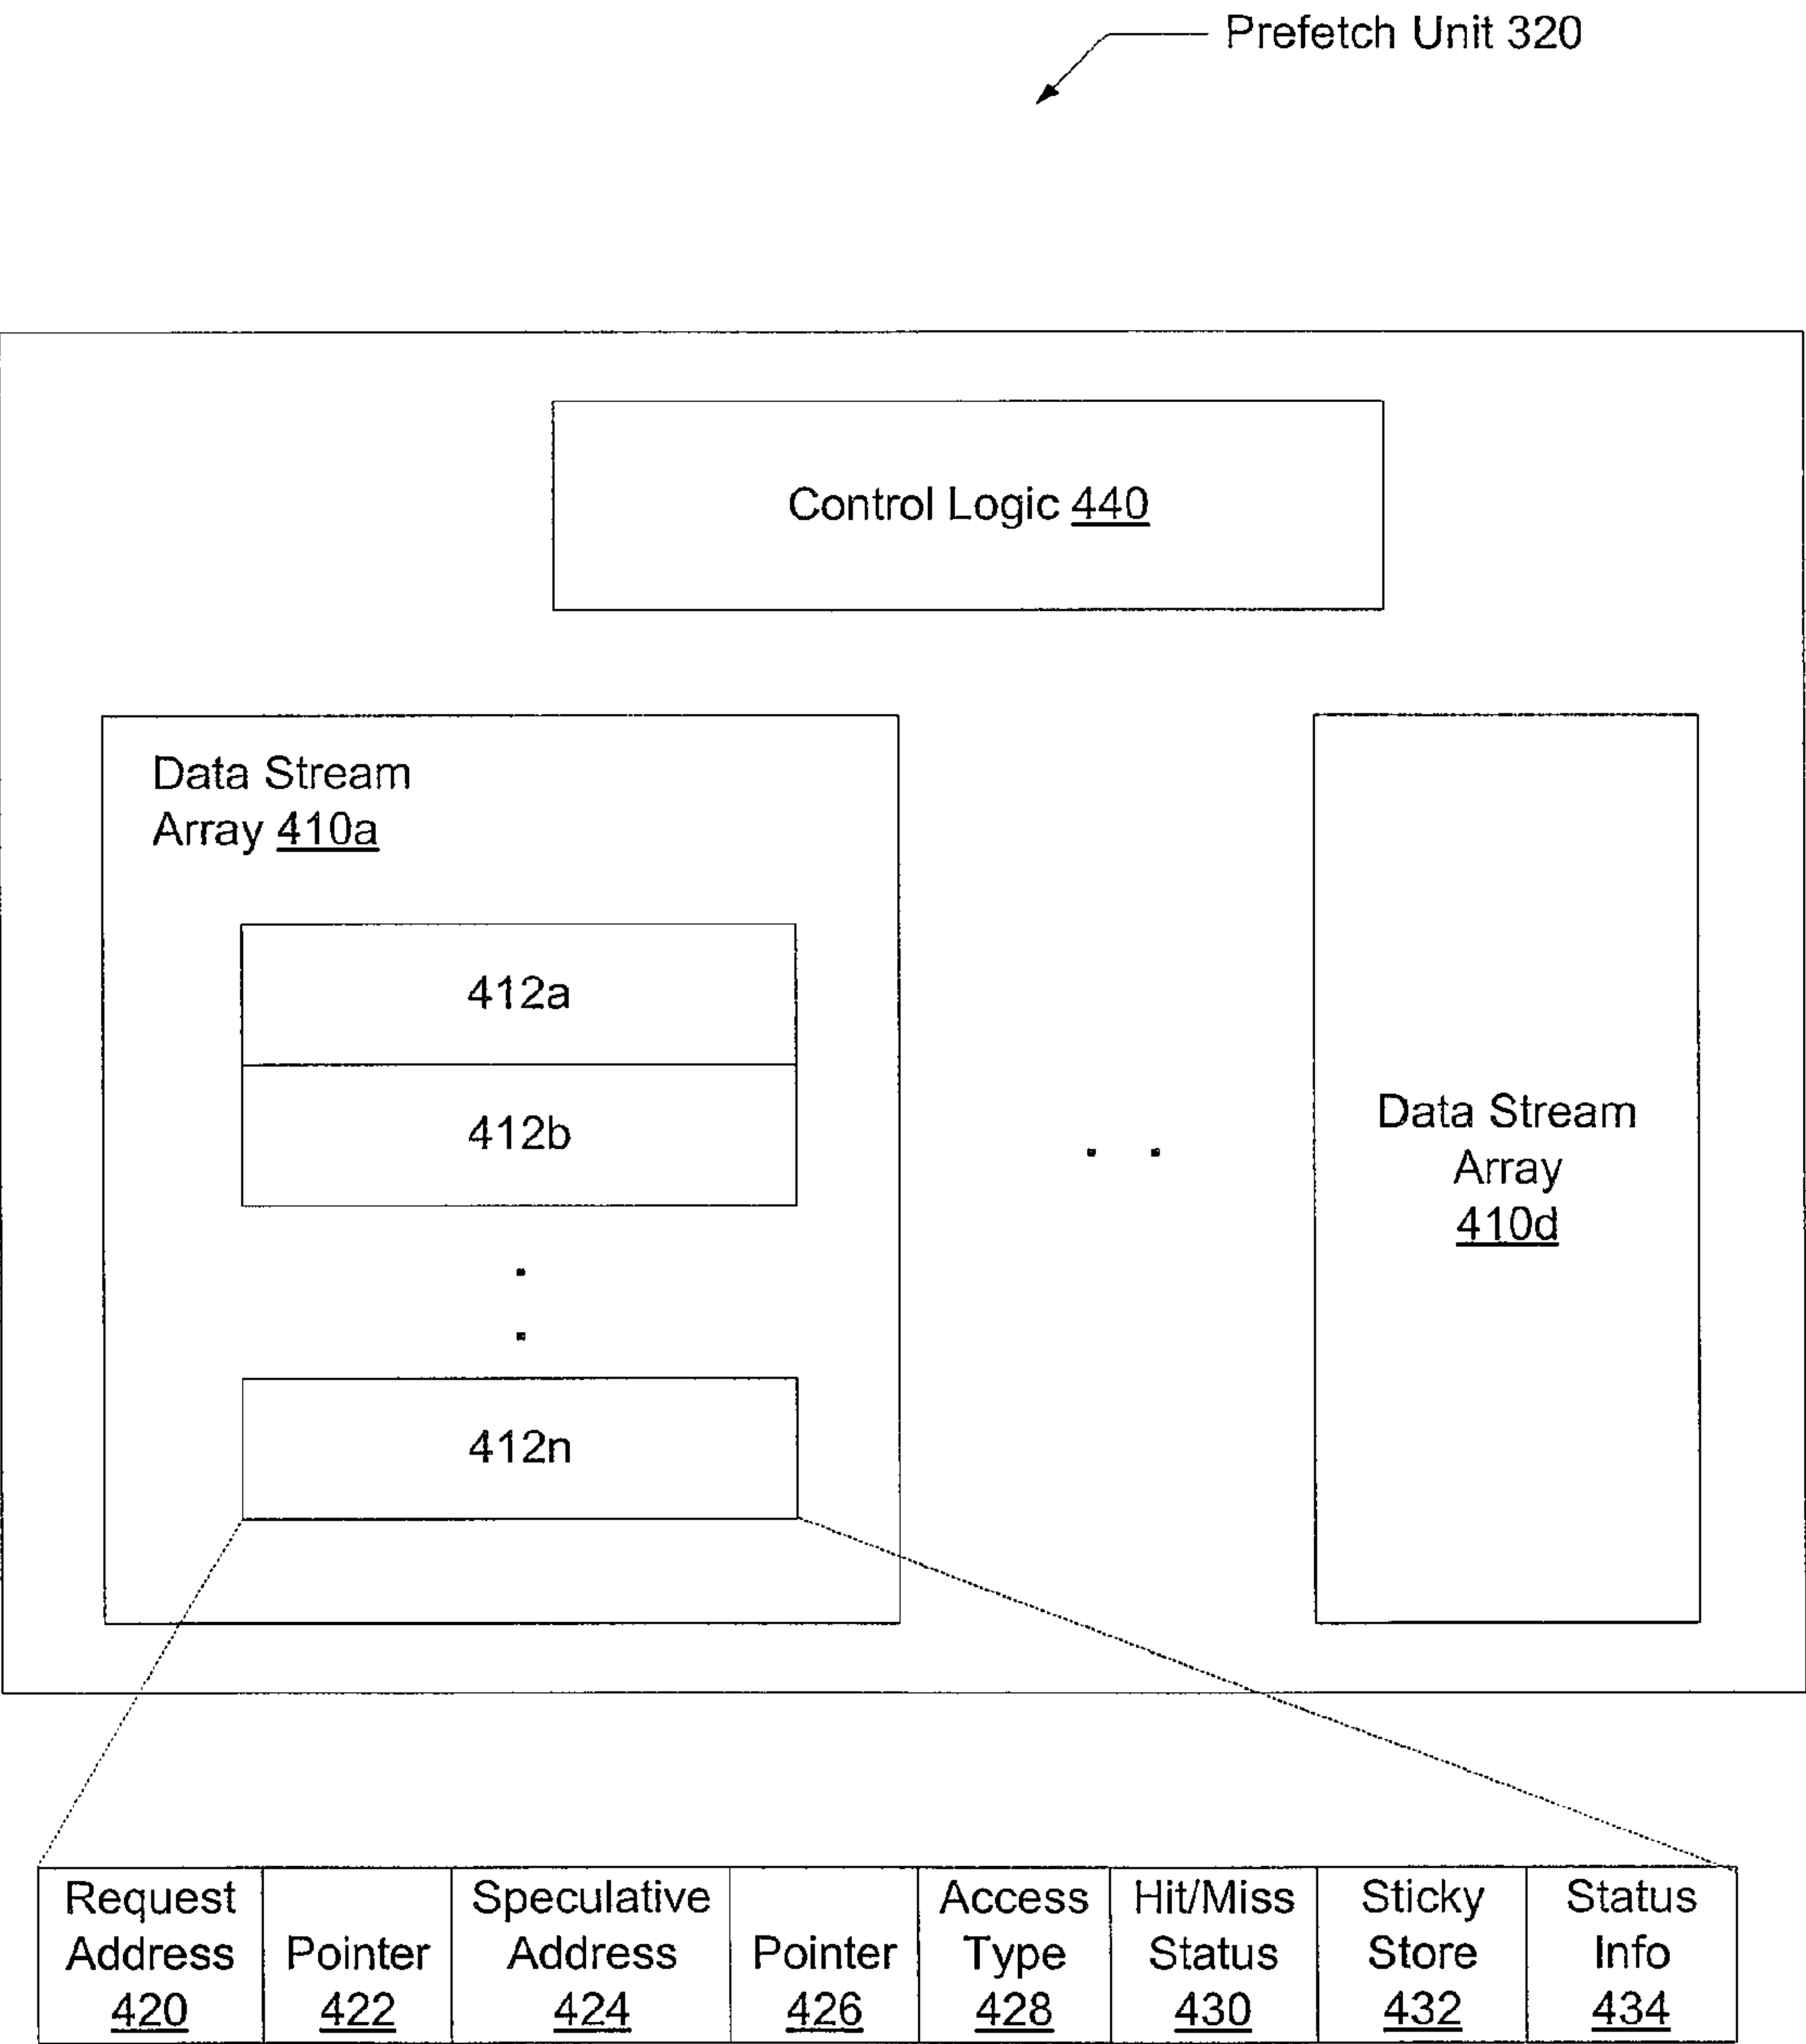 Prefetch Unit 320
Control Logic 440
Data Stream
Array 410a
412a
412b
412n
Data Stream
Array
410d
Request
Address
420
Pointer
422
Speculative
Address
424
Pointer
426
Access
Type
428
Hit/Miss
Status
430
Sticky
Store
432
Status
Info
434